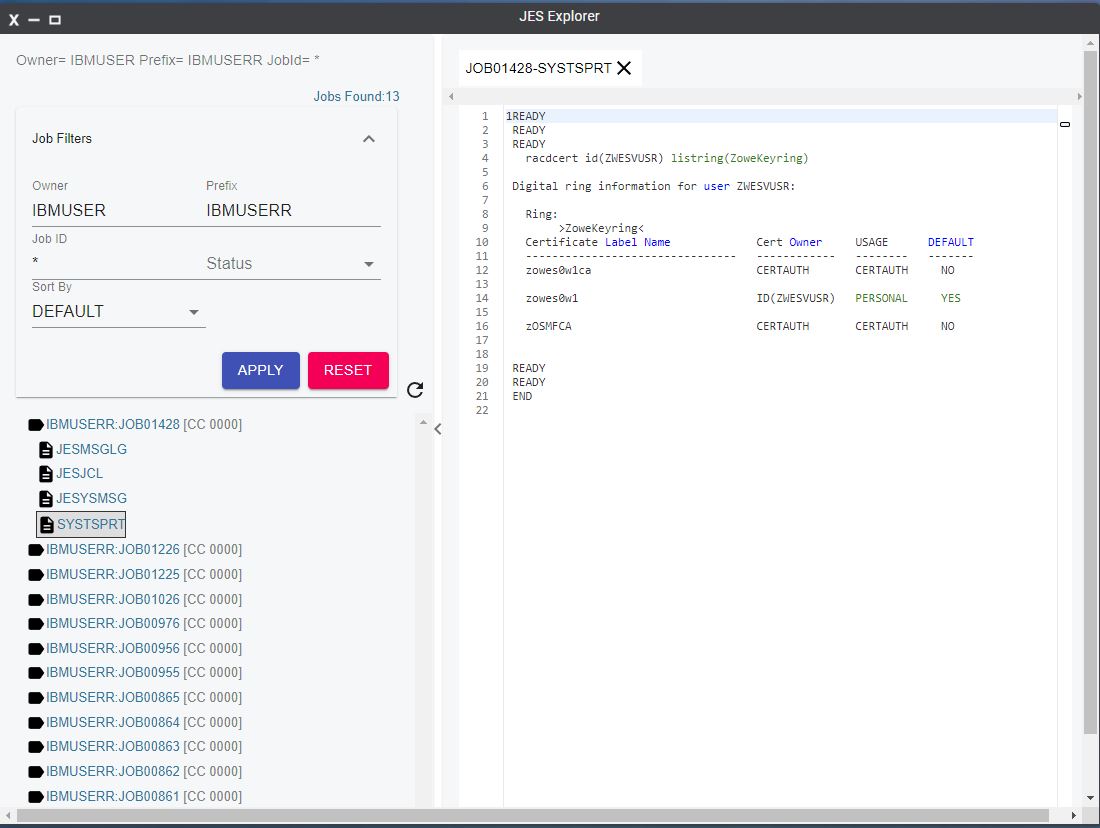 X
JES Explorer
Owner= IBMUSER Prefix= IBMUSERR JobId= *
Jobs Found:13
Job Filters
Owner Prefix
IBMUSER IBMUSERR
Job ID
* Status
Sort By
DEFAULT
APPLY RESET
IBMUSERR:JOB01428 [CC 0000]
JESMSGLG
JESJCL
JESYSMSG
SYSTSPRT
IBMUSERR:JOB01226 [CC 0000]
IBMUSERR:JOB01225 [CC 0000]
IBMUSERR:JOB01026 [CC 0000]
IBMUSERR:JOB00976 [CC 0000]
IBMUSERR:JOB00956 [CC 0000]
IBMUSERR:JOB00955 [CC 0000]
IBMUSERR:JOB00865 [CC 0000]
IBMUSERR:JOB00864 [CC 0000]
IBMUSERR:JOB00863 [CC 0000]
IBMUSERR:JOB00862 [CC 0000]
IBMUSERR:JOB00861 [CC 0000]
JOB01428-SYSTSPRT
1 1READY
2 READY
3 READY
4 racdcert id(ZWESVUSR) listring(ZoweKeyring)
5
6 Digital ring information for user ZWESVUSR:
7
8 Ring:
9 >ZoweKeyring<
10 Certificate Label Name Cert Owner USAGE DEFAULT
11 -------------------------------- ------------ -------- -------
12 zowes0w1ca CERTAUTH CERTAUTH NO
13
14 zowes0w1 ID(ZWESVUSR) PERSONAL YES
15
16 zOSMFCA CERTAUTH CERTAUTH NO
17
18
19 READY
20 READY
21 END
22